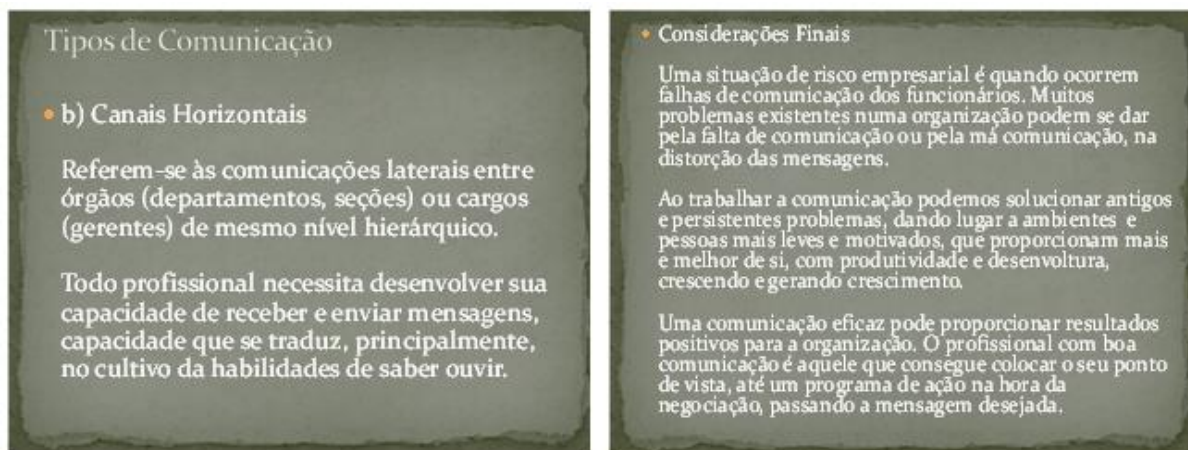 Tipos de Comunicação
b) Canais Horizontais
Referem-se às comunicações laterais entre
órgãos (departamentos, seções) ou cargos
(gerentes) de mesmo nível hierárquico.
Todo profissional necessita desenvolver sua
capacidade de receber e enviar mensagens,
capacidade que se traduz, principalmente,
no cultivo da habilidades de saber ouvir.
Considerações Finais
Uma situação de risco empresarial é quando ocorrem
falhas de comunicação dos funcionários. Muitos
problemas existentes numa organização podem se dar
pela falta de comunicação ou pela má comunicação, na
distorção das mensagens.
Ao trabalhar a comunicação podemos solucionar antigos
e persistentes problemas, dando lugar a ambientes e
pessoas mais leves e motivados, que proporcionam mais
e melhor de si, com produtividade e desenvoltura,
crescendo e gerando crescimento.
Uma comunicação eficaz pode proporcionar resultados
positivos para a organização. O profissional com boa
comunicação é aquele que consegue colocar o seu ponto
de vista, até um programa de ação na hora da
negociação, passando a mensagem desejada.